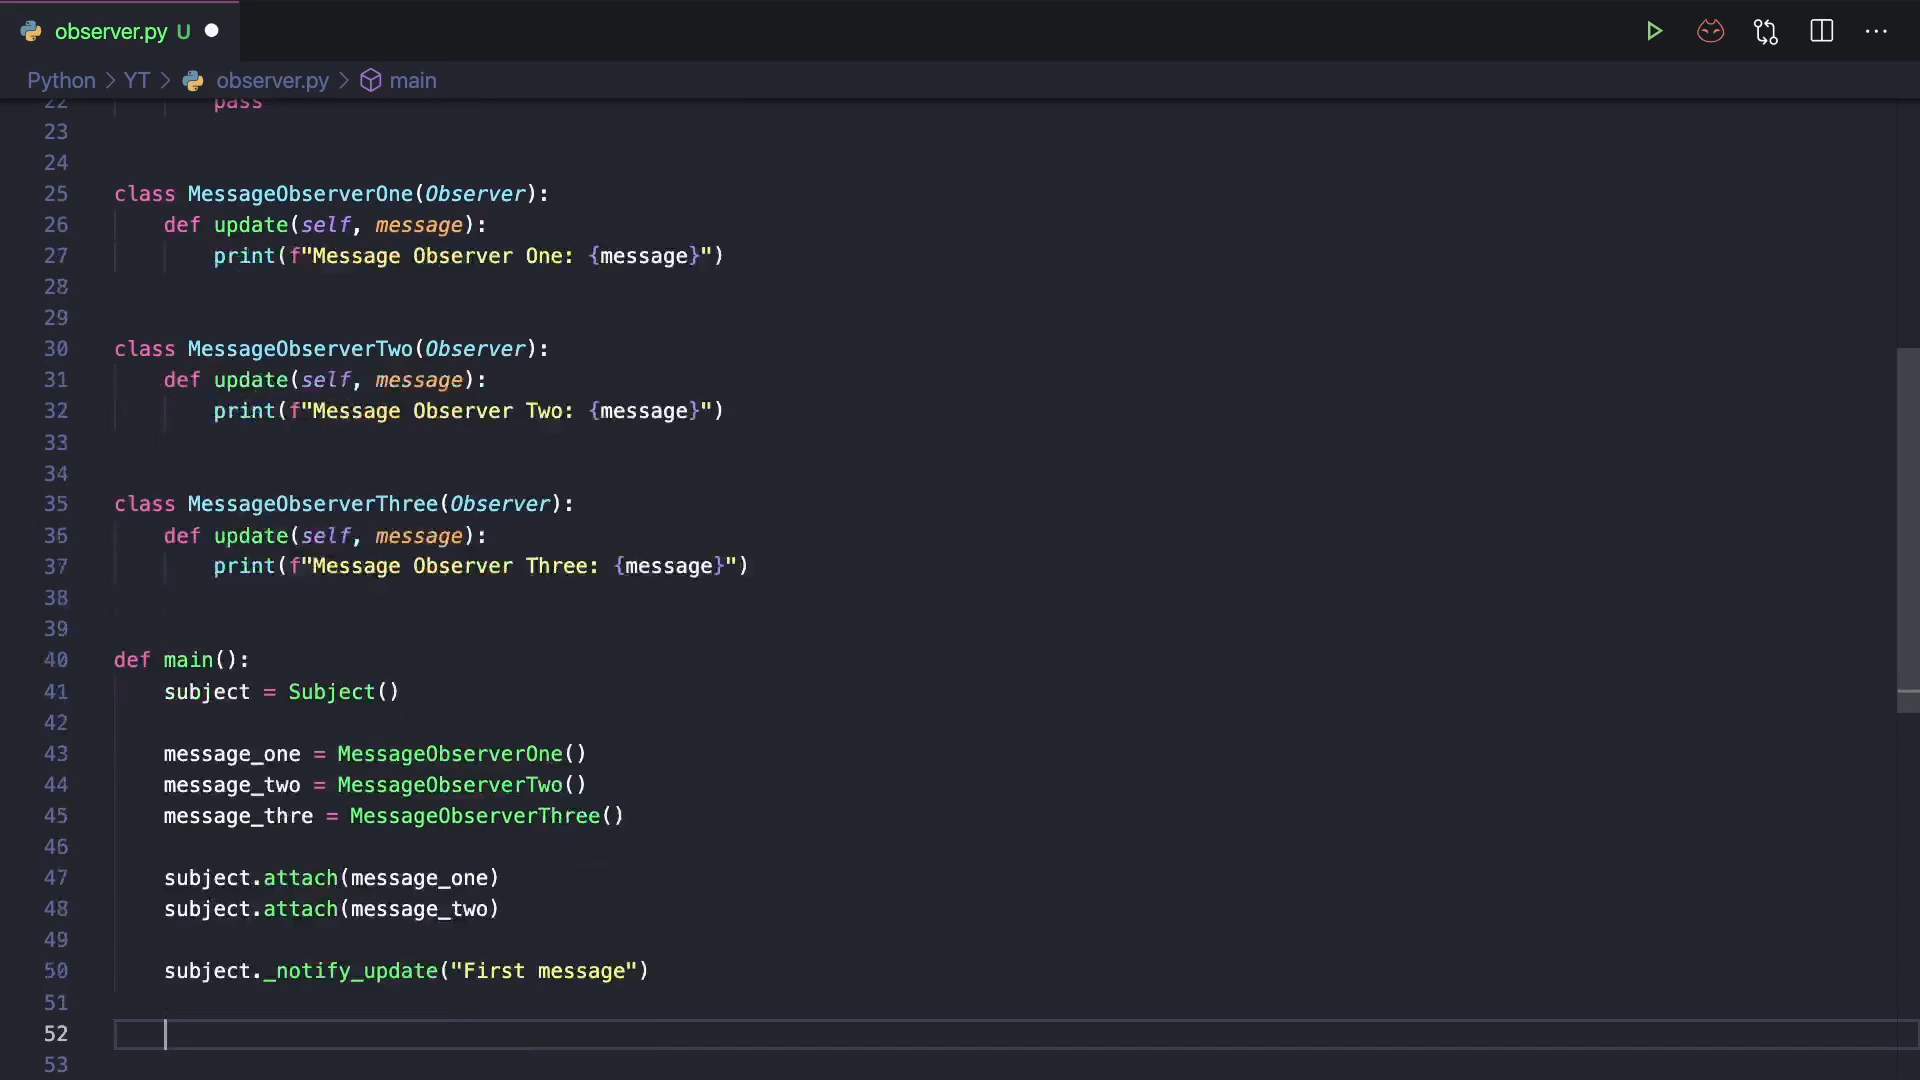 observer.py U
Python > YT > observer.py > main
22 pass
23
24
25 class MessageObserverOne(Observer):
26 def update(self, message):
27 print(f"Message Observer One: {message}")
28
29
30 class MessageObserverTwo(Observer):
31 def update(self, message):
32 print(f"Message Observer Two: {message}")
33
34
35 class MessageObserverThree(Observer):
36 def update(self, message):
37 print(f"Message Observer Three: {message}")
38
39
40 def main():
41 subject = Subject()
42
43 message_one = MessageObserverOne()
44 message_two = MessageObserverTwo()
45 message_thre = MessageObserverThree()
46
47 subject.attach(message_one)
48 subject.attach(message_two)
49
50 subject._notify_update("First message")
51
52
53